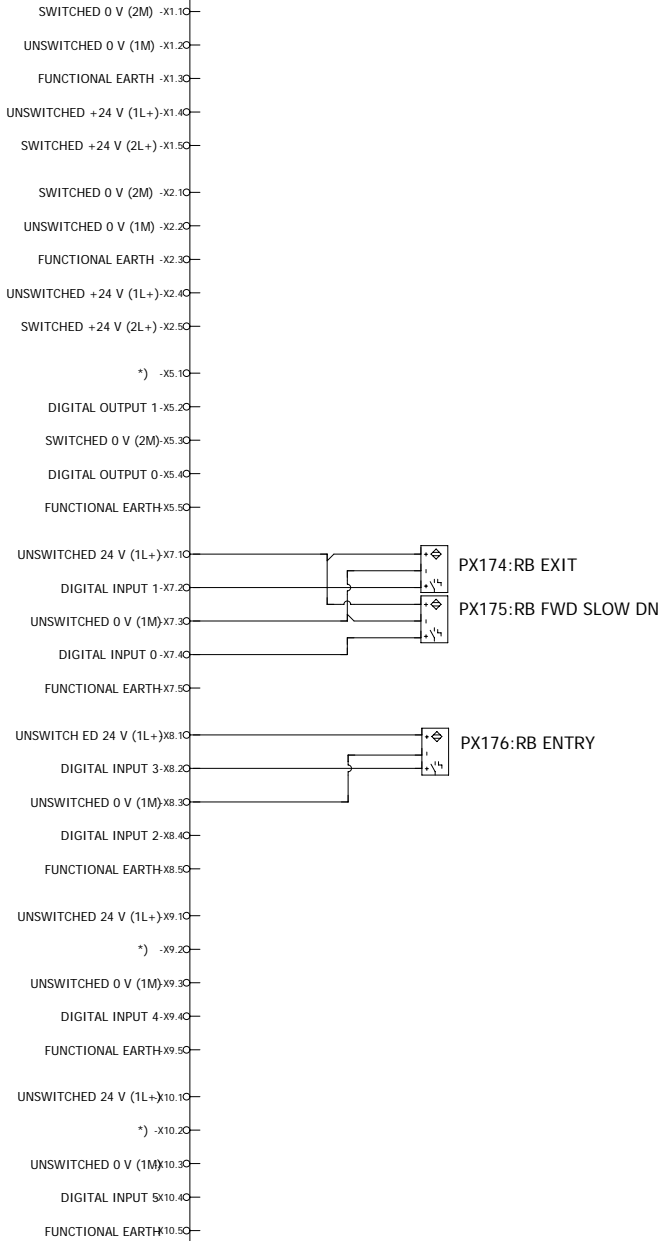 SWITCHED 0 V (2M) -X1.1
UNSWITCHED 0 V (1M) -X1.2
FUNCTIONAL EARTH -X1.3
UNSWITCHED +24 V (1L+)-X1.4
SWITCHED +24 V (2L+) -X1.5
SWITCHED 0 V (2M) -X2.1
UNSWITCHED 0 V (1M) -X2.2
FUNCTIONAL EARTH -X2.3
UNSWITCHED +24 V (1L+)-X2.4
SWITCHED +24 V (2L+) -X2.5
*) -X5.1
DIGITAL OUTPUT 1-X5.2
SWITCHED 0 V (2M)-X5.3
DIGITAL OUTPUT 0-X5.4
FUNCTIONAL EARTH-X5.5
UNSWITCHED 24 V (1L+)-X7.1
PX174:RB EXIT
DIGITAL INPUT 1-X7.2
PX175:RB FWD SLOW DN
UNSWITCHED 0 V (1M)-X7.3
DIGITAL INPUT 0-X7.4
FUNCTIONAL EARTH-X7.5
UNSWITCH ED 24 V (1L+)-X8.1
PX176:RB ENTRY
DIGITAL INPUT 3-X8.2
UNSWITCHED 0 V (1M)-X8.3
DIGITAL INPUT 2-X8.4
FUNCTIONAL EARTH-X8.5
UNSWITCHED 24 V (1L+)-X9.1
*) -X9.2
UNSWITCHED 0 V (1M)-X9.3
DIGITAL INPUT 4-X9.4
FUNCTIONAL EARTH-X9.5
UNSWITCHED 24 V (1L+)-X10.1
*) -X10.2
UNSWITCHED 0 V (1M)-X10.3
DIGITAL INPUT 5-X10.4
FUNCTIONAL EARTH-X10.5